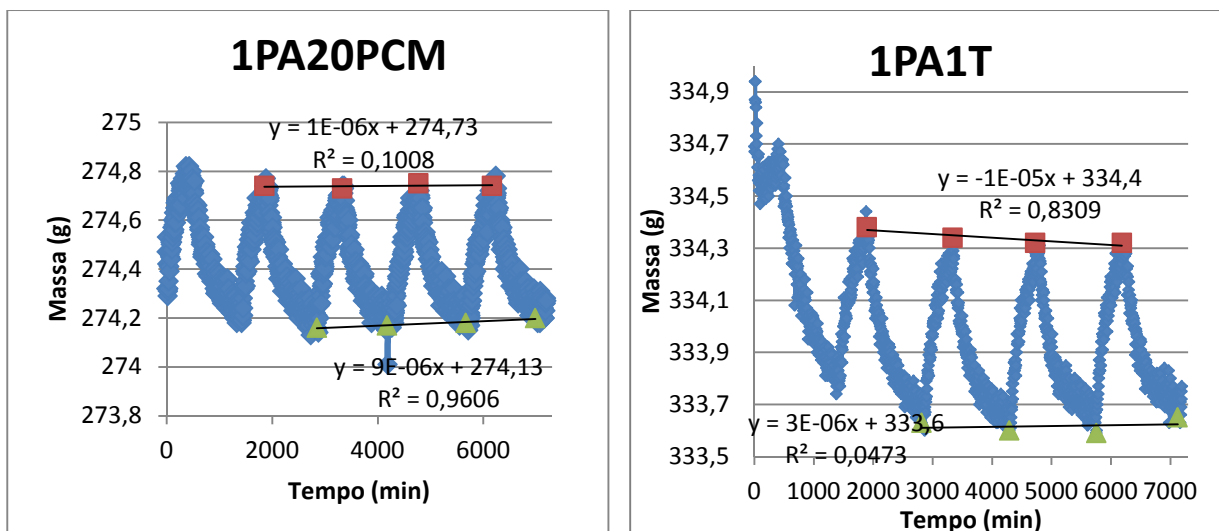 1PA20PCM
275
274,8
274,6
274,4
274,2
274
273,8
Massa (g)
y = 1E-06x + 274,73
R² = 0,1008
y = 9E-06x + 274,13
R² = 0,9606
0 2000 4000 6000
Tempo (min)
1PA1T
334,9
334,7
334,5
334,3
334,1
333,9
333,7
333,5
Massa (g)
y = -1E-05x + 334,4
R² = 0,8309
y = 3E-06x + 333,6
R² = 0,0473
0 1000 2000 3000 4000 5000 6000 7000
Tempo (min)